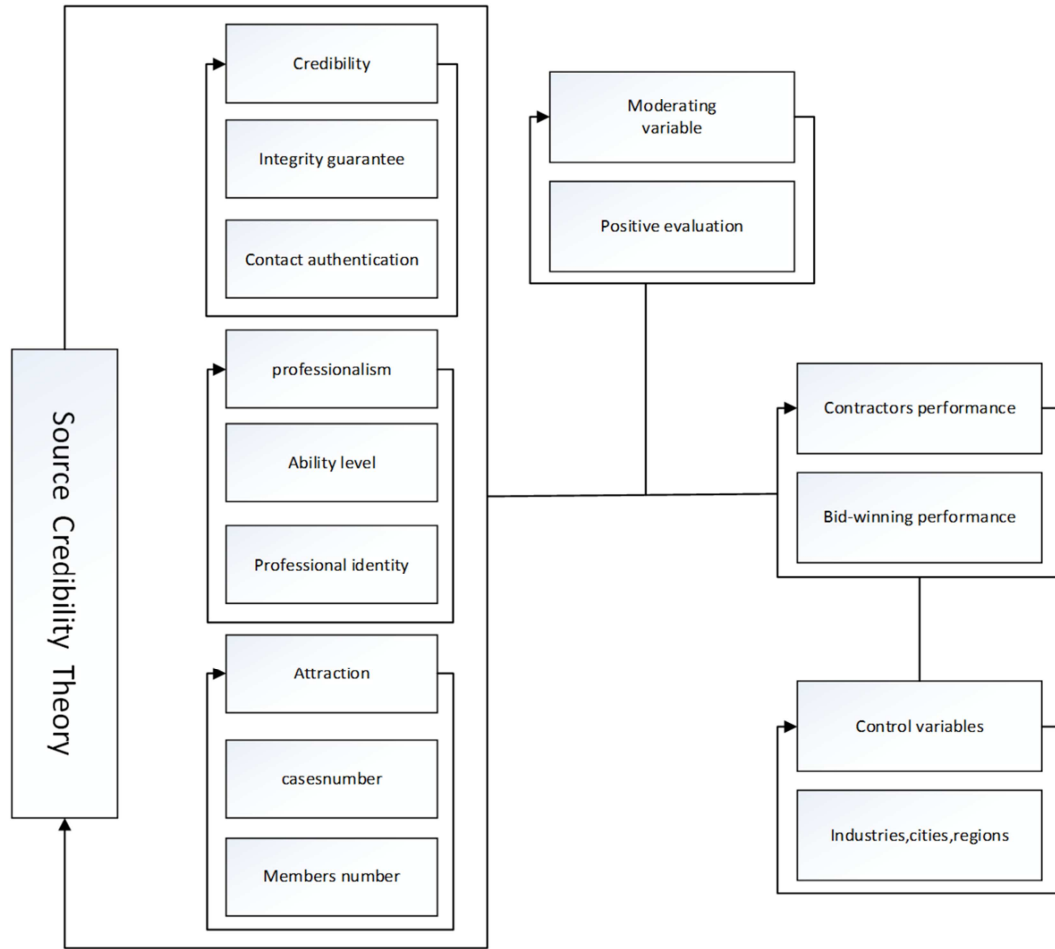 Source Credibility Theory
Credibility
Integrity guarantee
Contact authentication
professionalism
Ability level
Professional identity
Attraction
casesnumber
Members number
Moderating
variable
Positive evaluation
Contractors performance
Bid-winning performance
Control variables
Industries,cities,regions